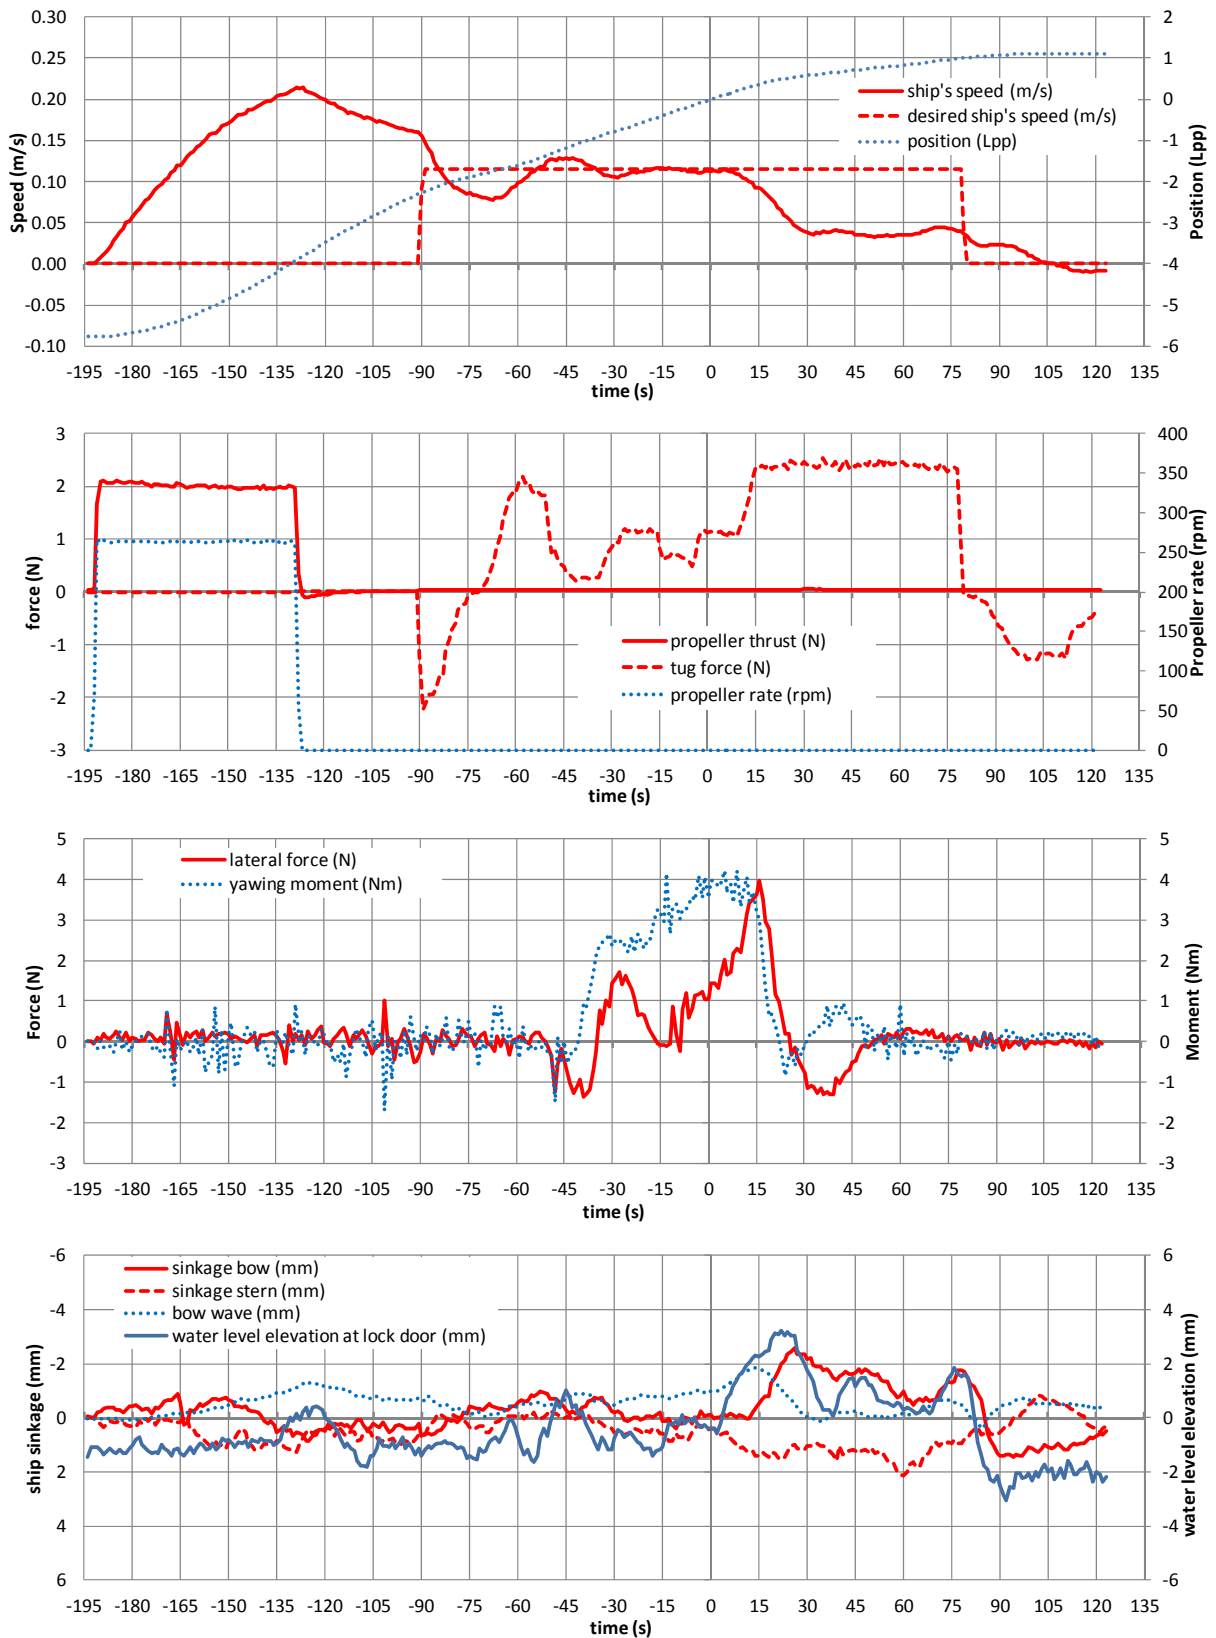 0.30
0.25
0.20
0.15
0.10
0.05
0.00
-0.05
-0.10
Speed (m/s)
2
1
0
-1
-2
-3
-4
-5
-6
Position (Lpp)
ship's speed (m/s)
desired ship's speed (m/s)
position (Lpp)
-195 -180 -165 -150 -135 -120 -105 -90 -75 -60 -45 -30 -15 0 15 30 45 60 75 90 105 120 135
time (s)
3
2
1
0
-1
-2
-3
force (N)
400
350
300
250
200
150
100
50
0
Propeller rate (rpm)
propeller thrust (N)
tug force (N)
propeller rate (rpm)
-195 -180 -165 -150 -135 -120 -105 -90 -75 -60 -45 -30 -15 0 15 30 45 60 75 90 105 120 135
time (s)
5
4
3
2
1
0
-1
-2
-3
Force (N)
5
4
3
2
1
0
-1
-2
-3
Moment (Nm)
lateral force (N)
yawing moment (Nm)
-195 -180 -165 -150 -135 -120 -105 -90 -75 -60 -45 -30 -15 0 15 30 45 60 75 90 105 120 135
time (s)
-6
-4
-2
0
2
4
6
ship sinkage (mm)
6
4
2
0
-2
-4
-6
water level elevation (mm)
sinkage bow (mm)
sinkage stern (mm)
bow wave (mm)
water level elevation at lock door (mm)
-195 -180 -165 -150 -135 -120 -105 -90 -75 -60 -45 -30 -15 0 15 30 45 60 75 90 105 120 135
time (s)